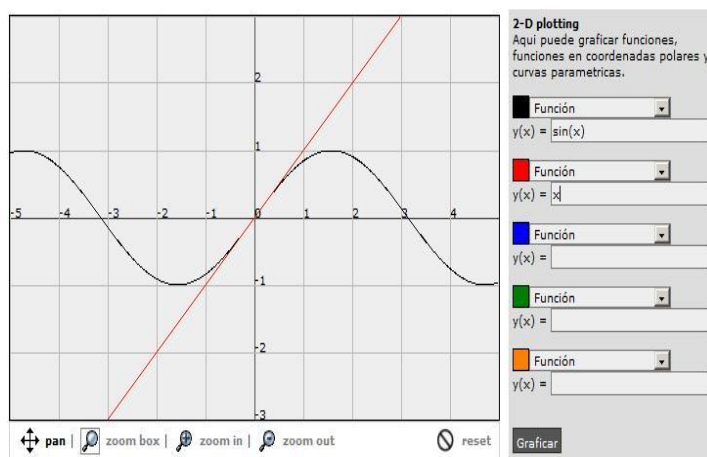 2
1
-5 -4 -3 -2 -1 0 1 2 3 4
-1
-2
-3
pan | zoom box | zoom in | zoom out reset
2-D plotting
Aqui puede graficar funciones,
funciones en coordenadas polares y
curvas parametricas.
Función
y(x) = sin(x)
Función
y(x) = x
Función
y(x) =
Función
y(x) =
Función
y(x) =
Graficar